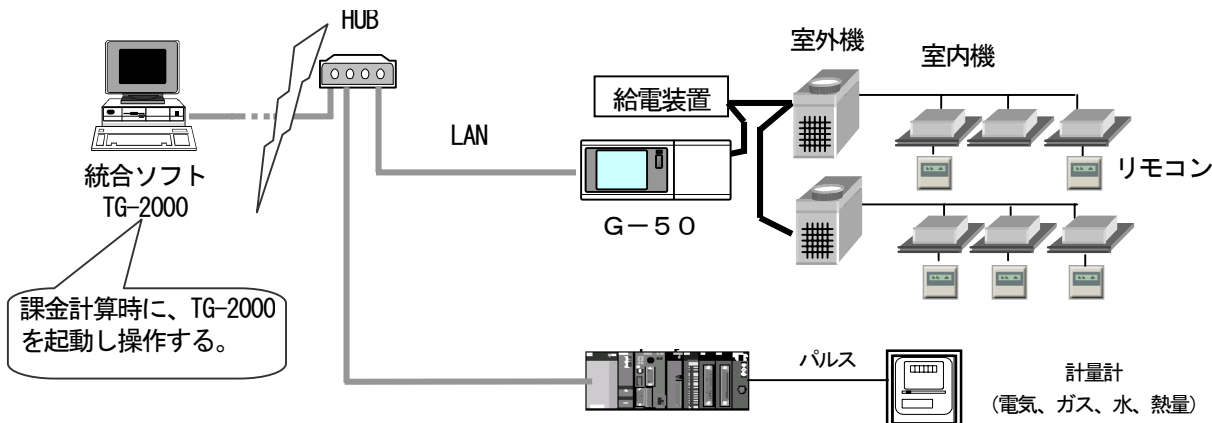 HUB
室外機
室内機
給電装置
LAN
リモコン
統合ソフト
TG-2000
G-50
課金計算時に、TG-2000
を起動し操作する。
パルス
計量計
(電気、ガス、水、熱量)